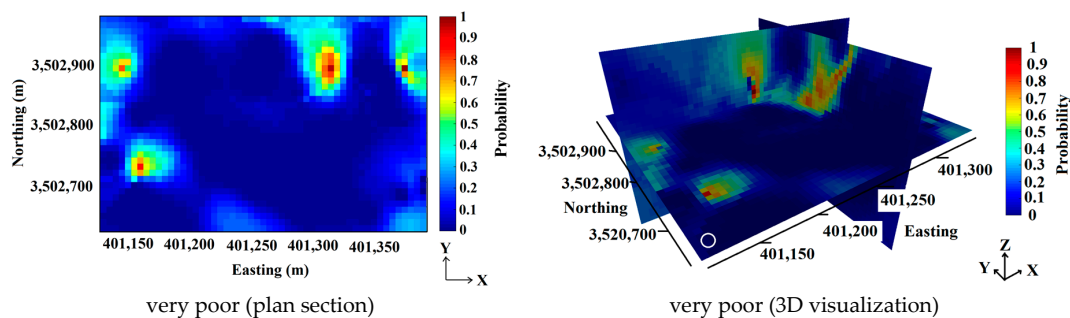 3,502,900
3,502,800
3,502,700
Northing (m)
401,150 401,200 401,250 401,300 401,350
Easting (m)
1
0.9
0.8
0.7
0.6
0.5
0.4
0.3
0.2
0.1
0
Probability
Y
X
very poor (plan section)
3,502,900
3,502,800
3,520,700
Northing
401,150
401,200
401,250
401,300
Easting
1
0.9
0.8
0.7
0.6
0.5
0.4
0.3
0.2
0.1
0
Probability
Z
Y X
very poor (3D visualization)